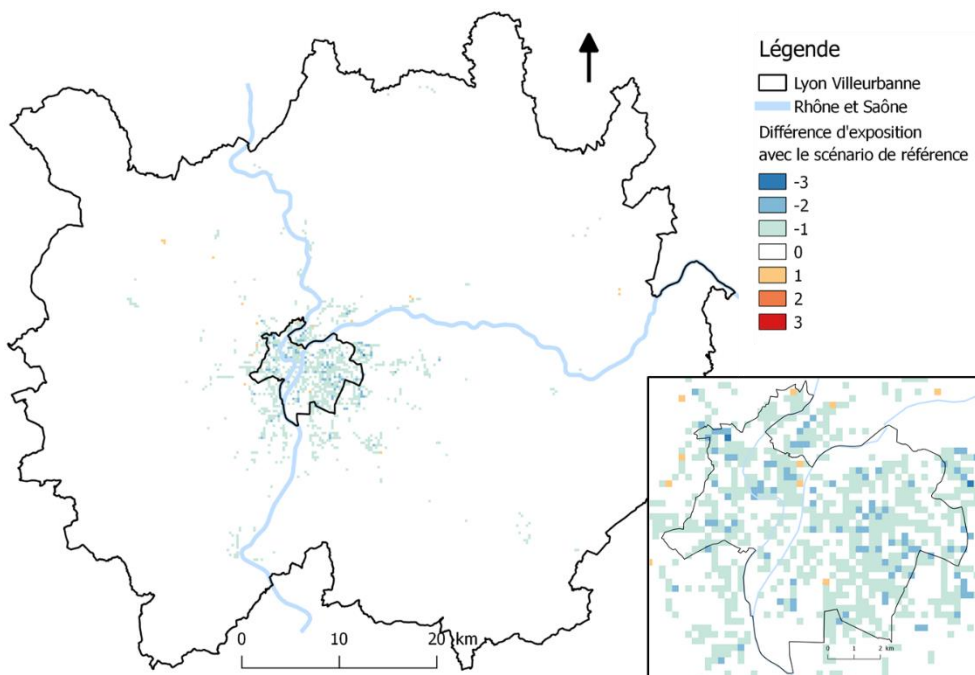 Légende
Lyon Villeurbanne
Rhône et Saône
Différence d'exposition
avec le scénario de référence
-3
-2
-1
0
1
2
3
0 10 20 km
0 1 2 km